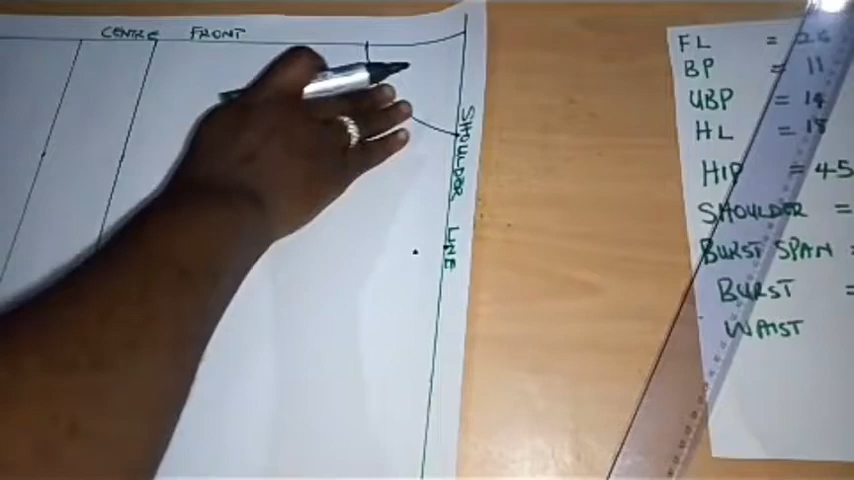 CENTRE FRONT
SHOULDER LINE
FL = 26
BP = 11
UBP = 14
HL = 18
HIP = 45
SHOULDER =
BURST SPAN =
BURST =
WAIST